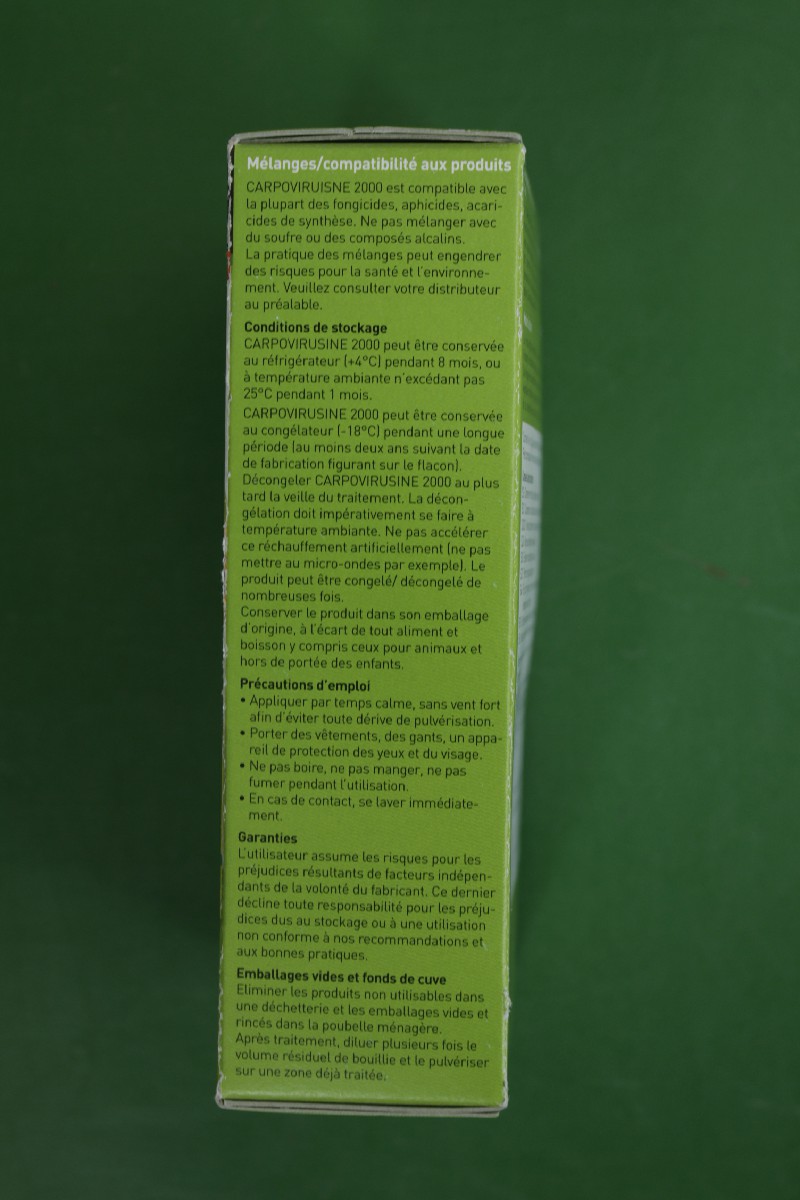 Mélanges/compatibilité aux produits
CARPOVIRUISNE 2000 est compatible avec
la plupart des fongicides, aphicides, acari-
cides de synthèse. Ne pas mélanger avec
du soufre ou des composés alcalins.
La pratique des mélanges peut engendrer
des risques pour la santé et l'environne-
ment. Veuillez consulter votre distributeur
au préalable.
Conditions de stockage
CARPOVIRUSINE 2000 peut être conservée
au réfrigérateur (+4°C) pendant 8 mois, ou
à température ambiante n'excédant pas
25°C pendant 1 mois.
CARPOVIRUSINE 2000 peut être conservée
au congélateur (-18°C) pendant une longue
période (au moins deux ans suivant la date
de fabrication figurant sur le flacon).
Décongeler CARPOVIRUSINE 2000 au plus
tard la veille du traitement. La décon-
gélation doit impérativement se faire à
température ambiante. Ne pas accélérer
ce réchauffement artificiellement (ne pas
mettre au micro-ondes par exemple). Le
produit peut être congelé/ décongelé de
nombreuses fois.
Conserver le produit dans son emballage
d'origine, à l'écart de tout aliment et
boisson y compris ceux pour animaux et
hors de portée des enfants.
Précautions d'emploi
• Appliquer par temps calme, sans vent fort
afin d'éviter toute dérive de pulvérisation.
• Porter des vêtements, des gants, un appa-
reil de protection des yeux et du visage.
• Ne pas boire, ne pas manger, ne pas
fumer pendant l'utilisation.
• En cas de contact, se laver immédiate-
ment.
Garanties
L'utilisateur assume les risques pour les
préjudices résultants de facteurs indépen-
dants de la volonté du fabricant. Ce dernier
décline toute responsabilité pour les préju-
dices dus au stockage ou à une utilisation
non conforme à nos recommandations et
aux bonnes pratiques.
Emballages vides et fonds de cuve
Eliminer les produits non utilisables dans
une déchetterie et les emballages vides et
rincés dans la poubelle ménagère.
Après traitement, diluer plusieurs fois le
volume résiduel de bouillie et le pulvériser
sur une zone déjà traitée.